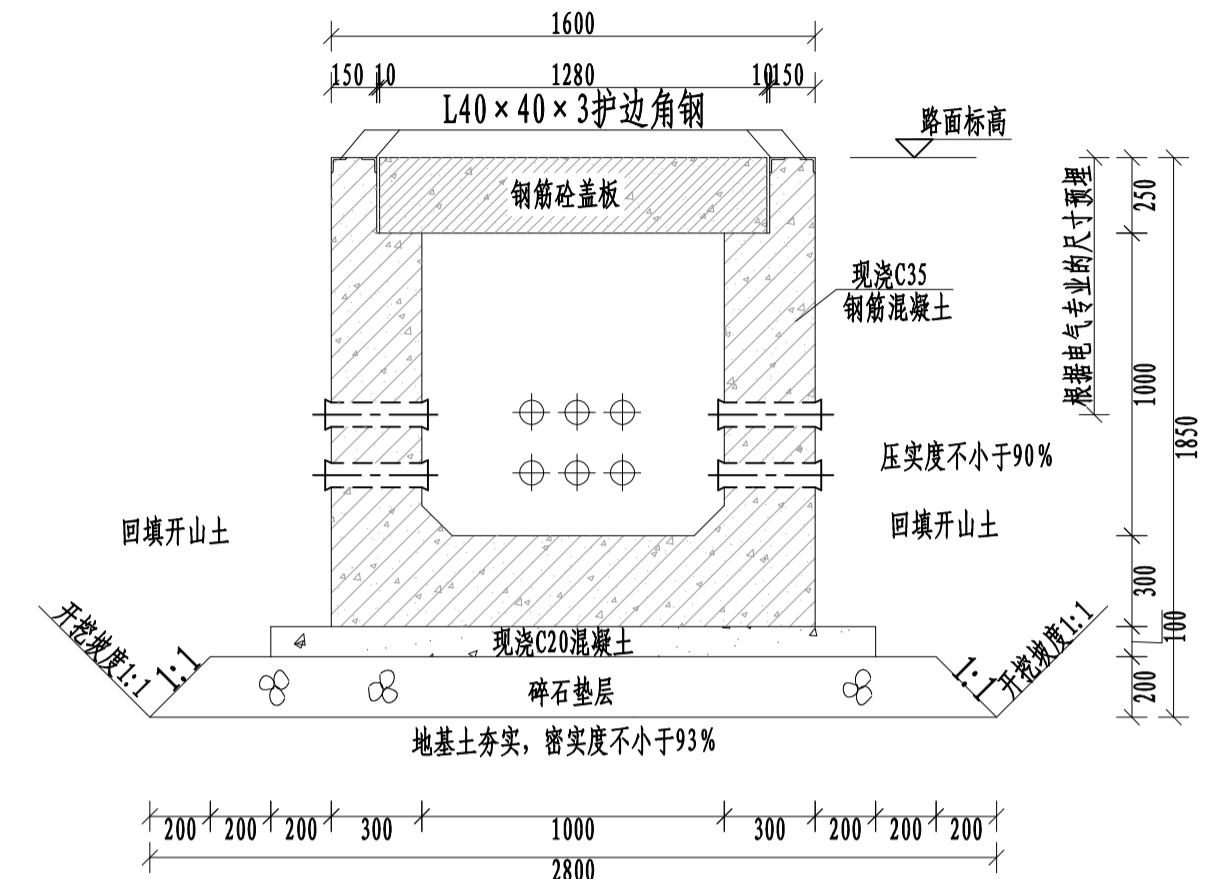 1600
150 10 1280 10 150
L40×40×3护边角钢
路面标高
钢筋砼盖板
250
根据电气专业的尺寸预埋
现浇C35
钢筋混凝土
1000
1850
压实度不小于90%
回填开山土
回填开山土
300
100
开挖坡度1:1
1:1
现浇C20混凝土
1:1
开挖坡度1:1
碎石垫层
200
地基土夯实，密实度不小于93%
200 200 200 300 1000 300 200 200 200
2800